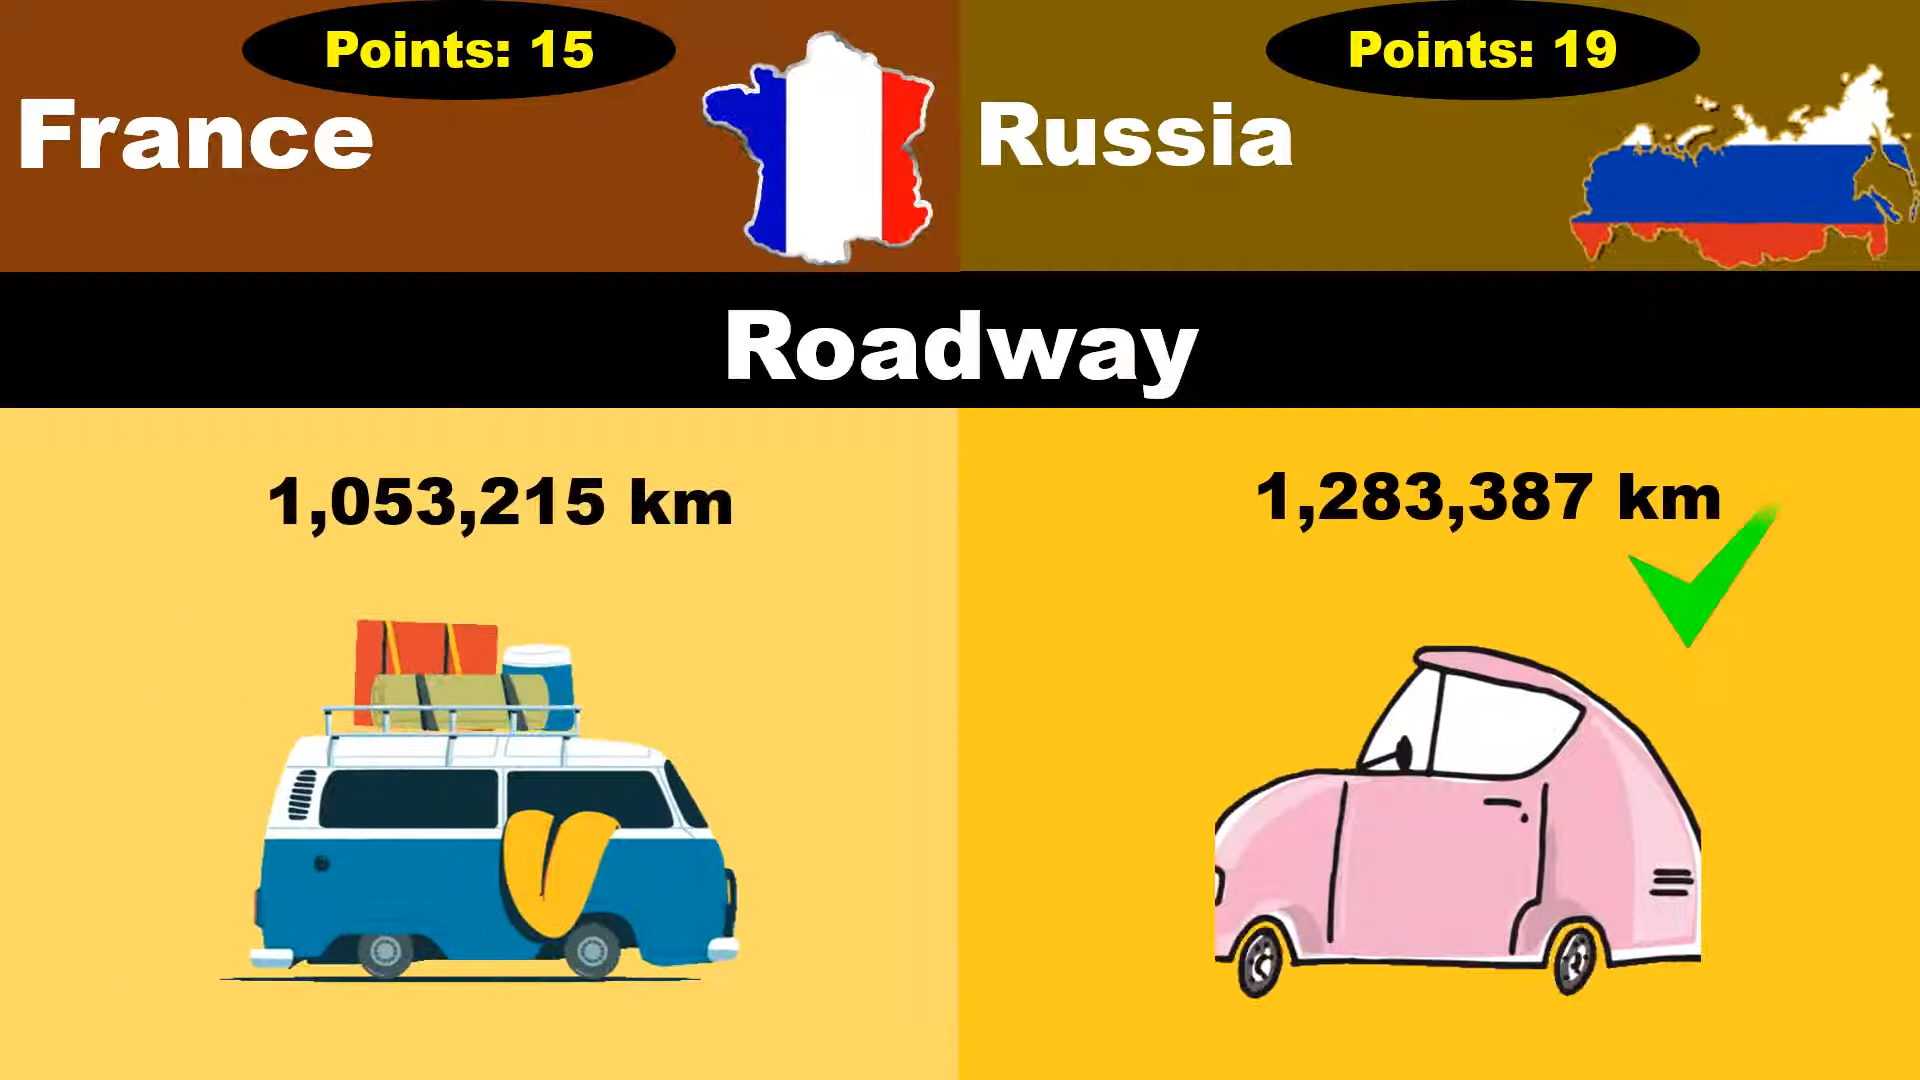 Points: 15
France
Points: 19
Russia
Roadway
1,053,215 km
1,283,387 km